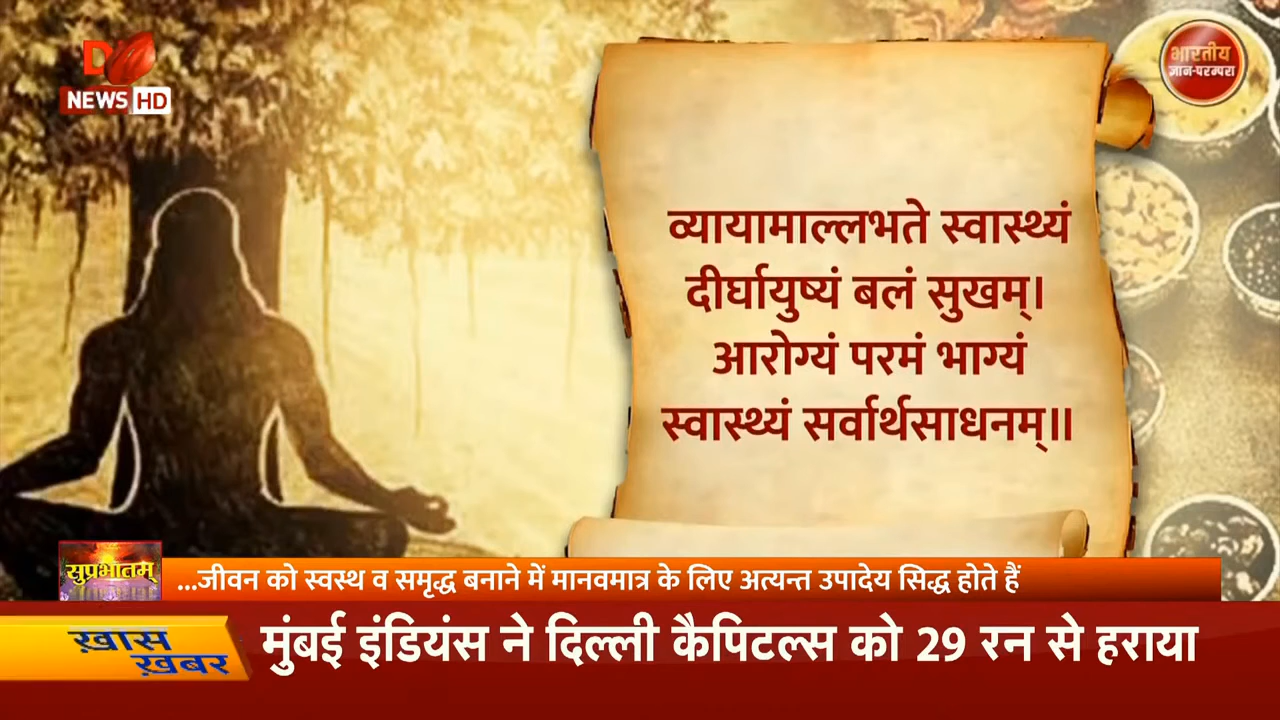 DD
NEWS HD
भारतीय
ज्ञान-परम्परा
व्यायामाल्लभते स्वास्थ्यं
दीर्घायुष्यं बलं सुखम्।
आरोग्यं परमं भाग्यं
स्वास्थ्यं सर्वार्थसाधनम्॥
सुप्रभातम्
...जीवन को स्वस्थ व समृद्ध बनाने में मानवमात्र के लिए अत्यन्त उपादेय सिद्ध होते हैं
ख़ास
ख़बर
मुंबई इंडियंस ने दिल्ली कैपिटल्स को 29 रन से हराया